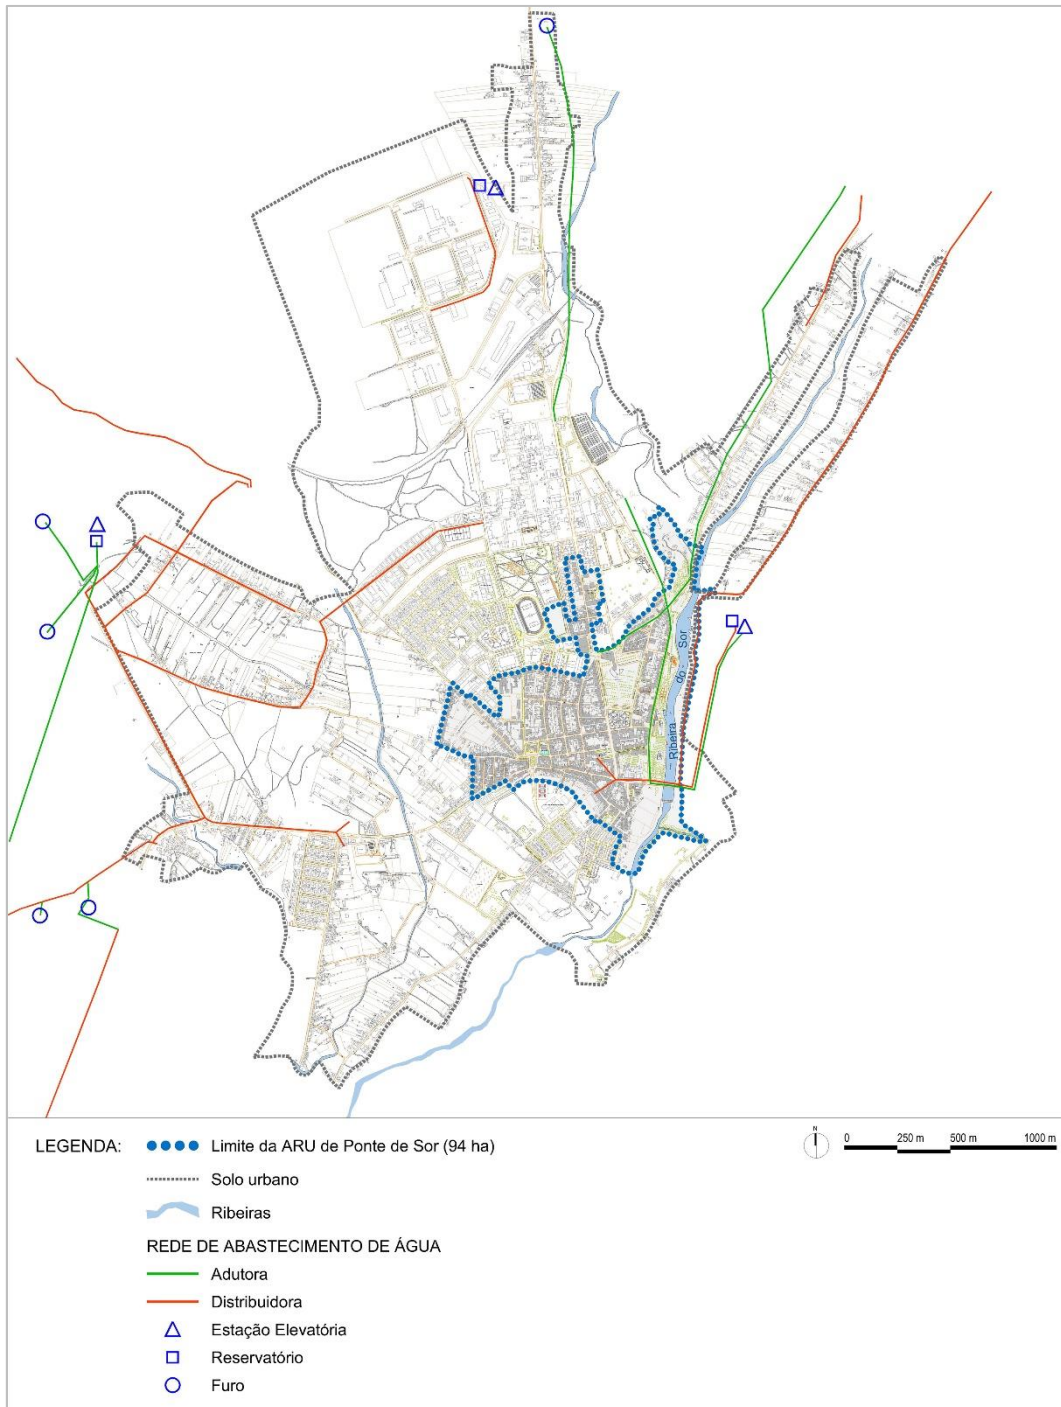 Ribeira do Sor
LEGENDA:
Limite da ARU de Ponte de Sor (94 ha)
N
0 250 m 500 m 1000 m
Solo urbano
Ribeiras
REDE DE ABASTECIMENTO DE ÁGUA
Adutora
Distribuidora
Estação Elevatória
Reservatório
Furo